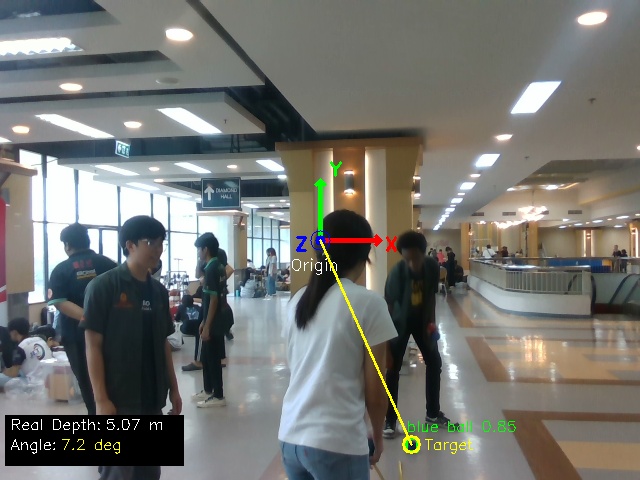 DIAMOND
HALL
Y
Z
X
Origin
blue ball 0.85
Target
Real Depth: 5.07 m
Angle: 7.2 deg